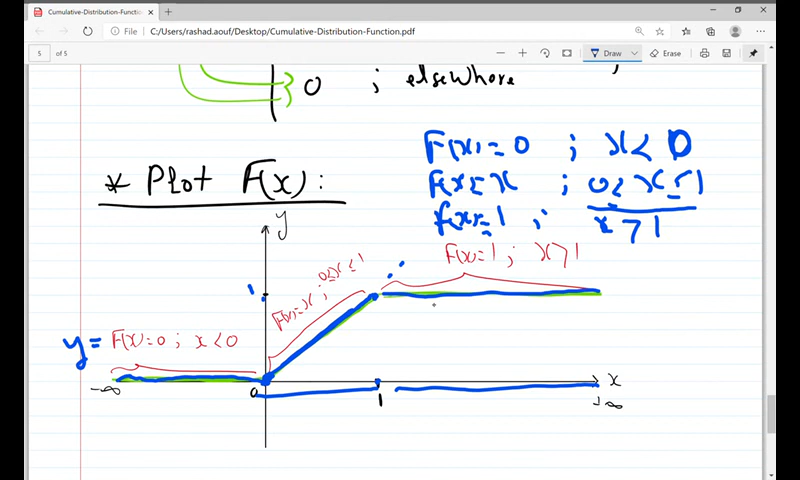 Cumulative-Distribution-Function
File
C:/Users/rashad.aouf/Desktop/Cumulative-Distribution-Function.pdf
5 of 5
Draw
Erase
0 ; elsewhere
* Plot F(x) :
F(x) = 0 ; x < 0
F(x) = x ; 0 ≤ x ≤ 1
F(x) = 1 ; x > 1
y
F(x)=1 ; x > 1
F(x)=x ; 0≤x≤1
1
y =
F(x)=0 ; x < 0
-∞
0
1
x
+∞